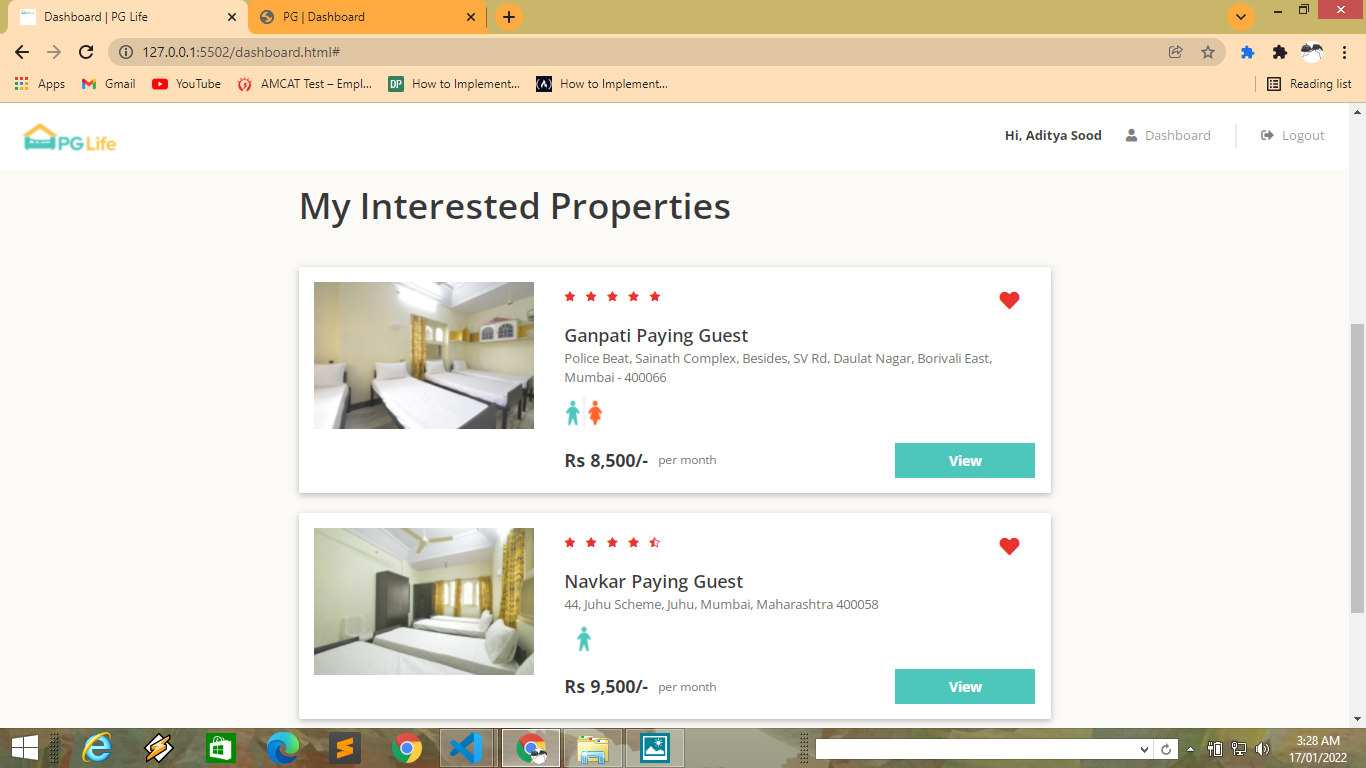 Dashboard | PG Life
PG | Dashboard
127.0.0.1:5502/dashboard.html#
Apps
Gmail
YouTube
AMCAT Test – Empl...
DP
How to Implement...
How to Implement...
Reading list
PG Life
Hi, Aditya Sood
Dashboard
Logout
My Interested Properties
Ganpati Paying Guest
Police Beat, Sainath Complex, Besides, SV Rd, Daulat Nagar, Borivali East,
Mumbai - 400066
Rs 8,500/- per month
View
Navkar Paying Guest
44, Juhu Scheme, Juhu, Mumbai, Maharashtra 400058
Rs 9,500/- per month
View
3:28 AM
17/01/2022